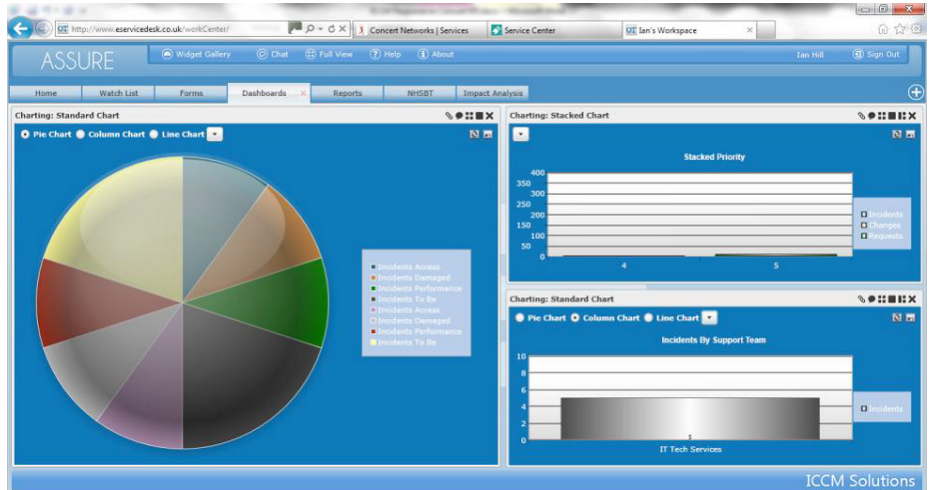 http://www.eservicedesk.co.uk/workCenter/
Concert Networks | Services
Service Center
Ian's Workspace
ASSURE
Widget Gallery
Chat
Full View
Help
About
Ian Hill
Sign Out
Home
Watch List
Forms
Dashboards
Reports
NHSBT
Impact Analysis
Charting: Standard Chart
Pie Chart
Column Chart
Line Chart
Incidents Access
Incidents Damaged
Incidents Performance
Incidents To Be
Incidents Access
Incidents Damaged
Incidents Performance
Incidents To Be
Charting: Stacked Chart
Stacked Priority
400
350
300
250
200
150
100
50
0
4
5
Incidents
Changes
Requests
Charting: Standard Chart
Pie Chart
Column Chart
Line Chart
Incidents By Support Team
10
8
6
4
2
0
1
IT Tech Services
Incidents
ICCM Solutions